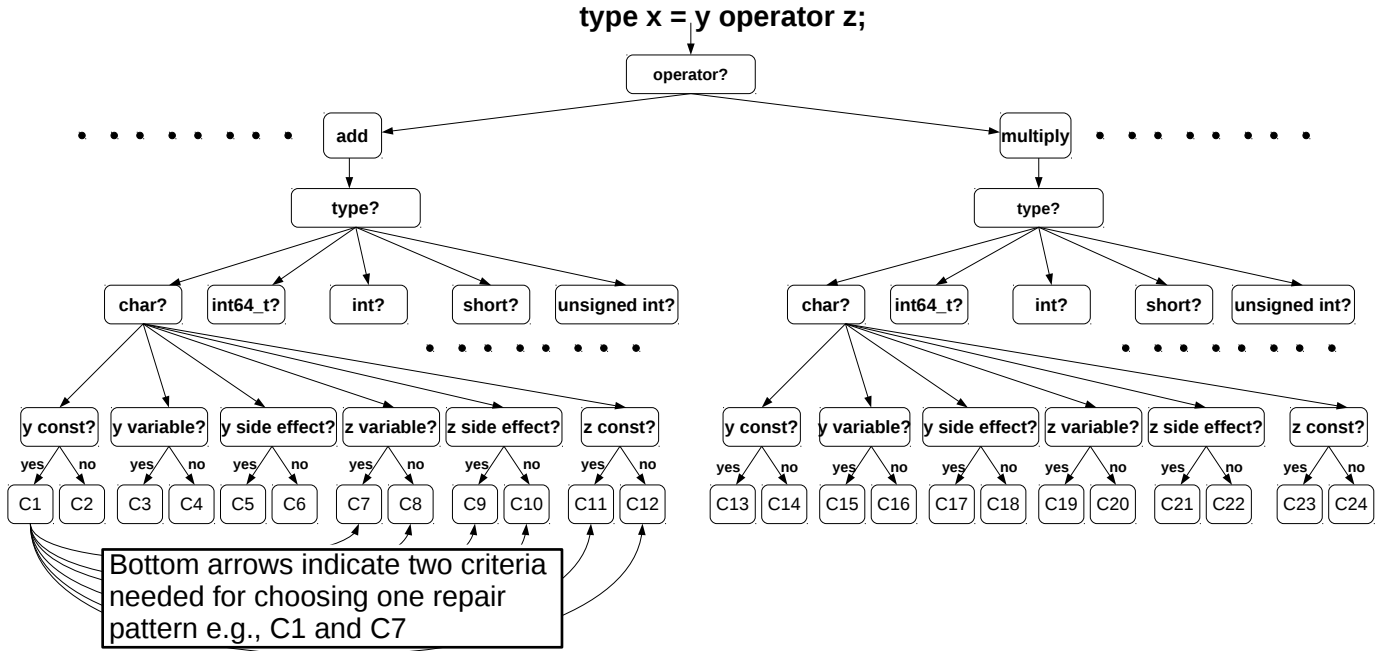 type x = y operator z;
operator?
add
multiply
type?
type?
char?
int64_t?
int?
short?
unsigned int?
char?
int64_t?
int?
short?
unsigned int?
y const?
y variable?
y side effect?
z variable?
z side effect?
z const?
y const?
y variable?
y side effect?
z variable?
z side effect?
z const?
yes no yes no yes no yes no yes no yes no
yes no yes no yes no yes no yes no yes no
C1 C2 C3 C4 C5 C6 C7 C8 C9 C10 C11 C12
C13 C14 C15 C16 C17 C18 C19 C20 C21 C22 C23 C24
Bottom arrows indicate two criteria
needed for choosing one repair
pattern e.g., C1 and C7